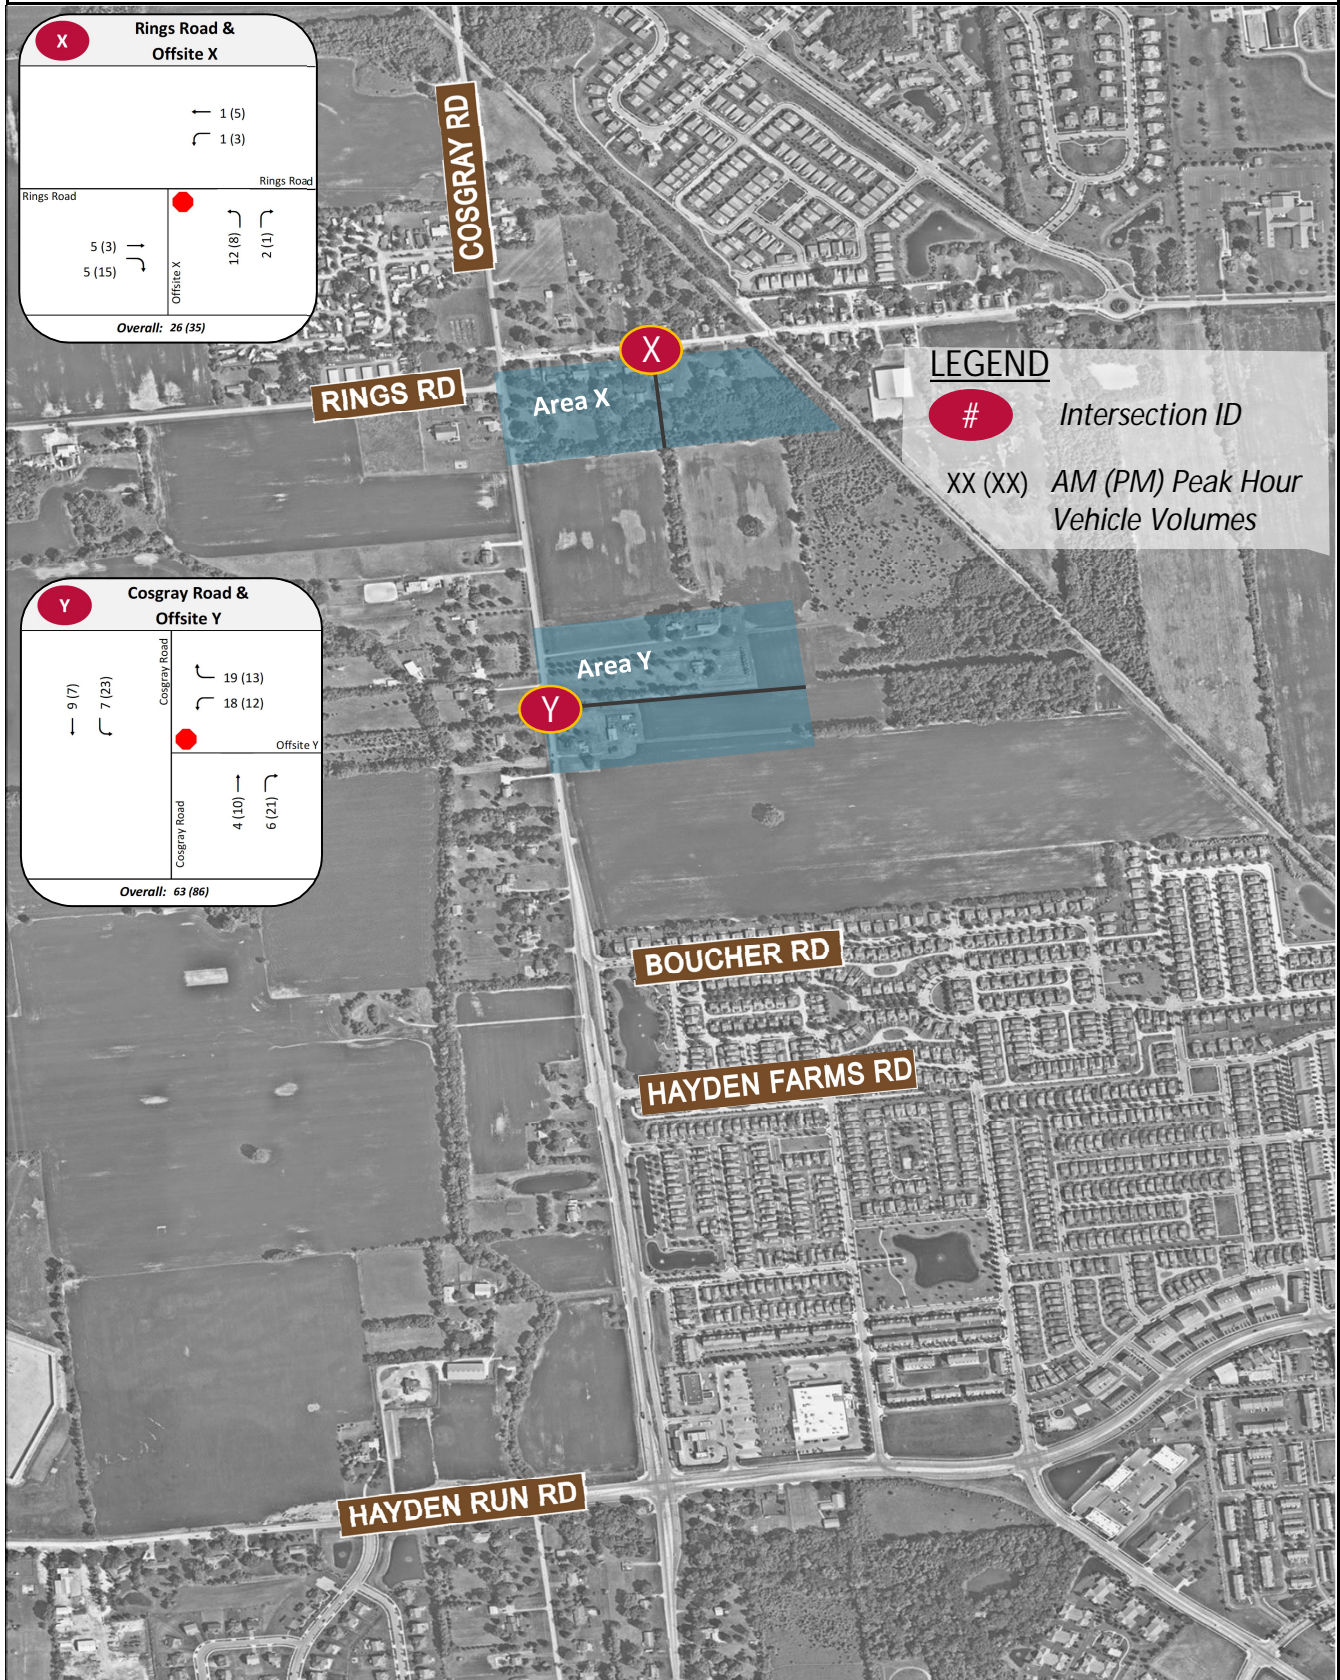 X
Rings Road &
Offsite X
1 (5)
1 (3)
Rings Road
Rings Road
5 (3)
5 (15)
Offsite X
12 (8)
2 (1)
Overall: 26 (35)
COSGRAY RD
X
RINGS RD
Area X
LEGEND
# Intersection ID
XX (XX) AM (PM) Peak Hour
Vehicle Volumes
Y
Cosgray Road &
Offsite Y
9 (7)
7 (23)
Cosgray Road
19 (13)
18 (12)
Offsite Y
Cosgray Road
4 (10)
6 (21)
Overall: 63 (86)
Area Y
Y
BOUCHER RD
HAYDEN FARMS RD
HAYDEN RUN RD